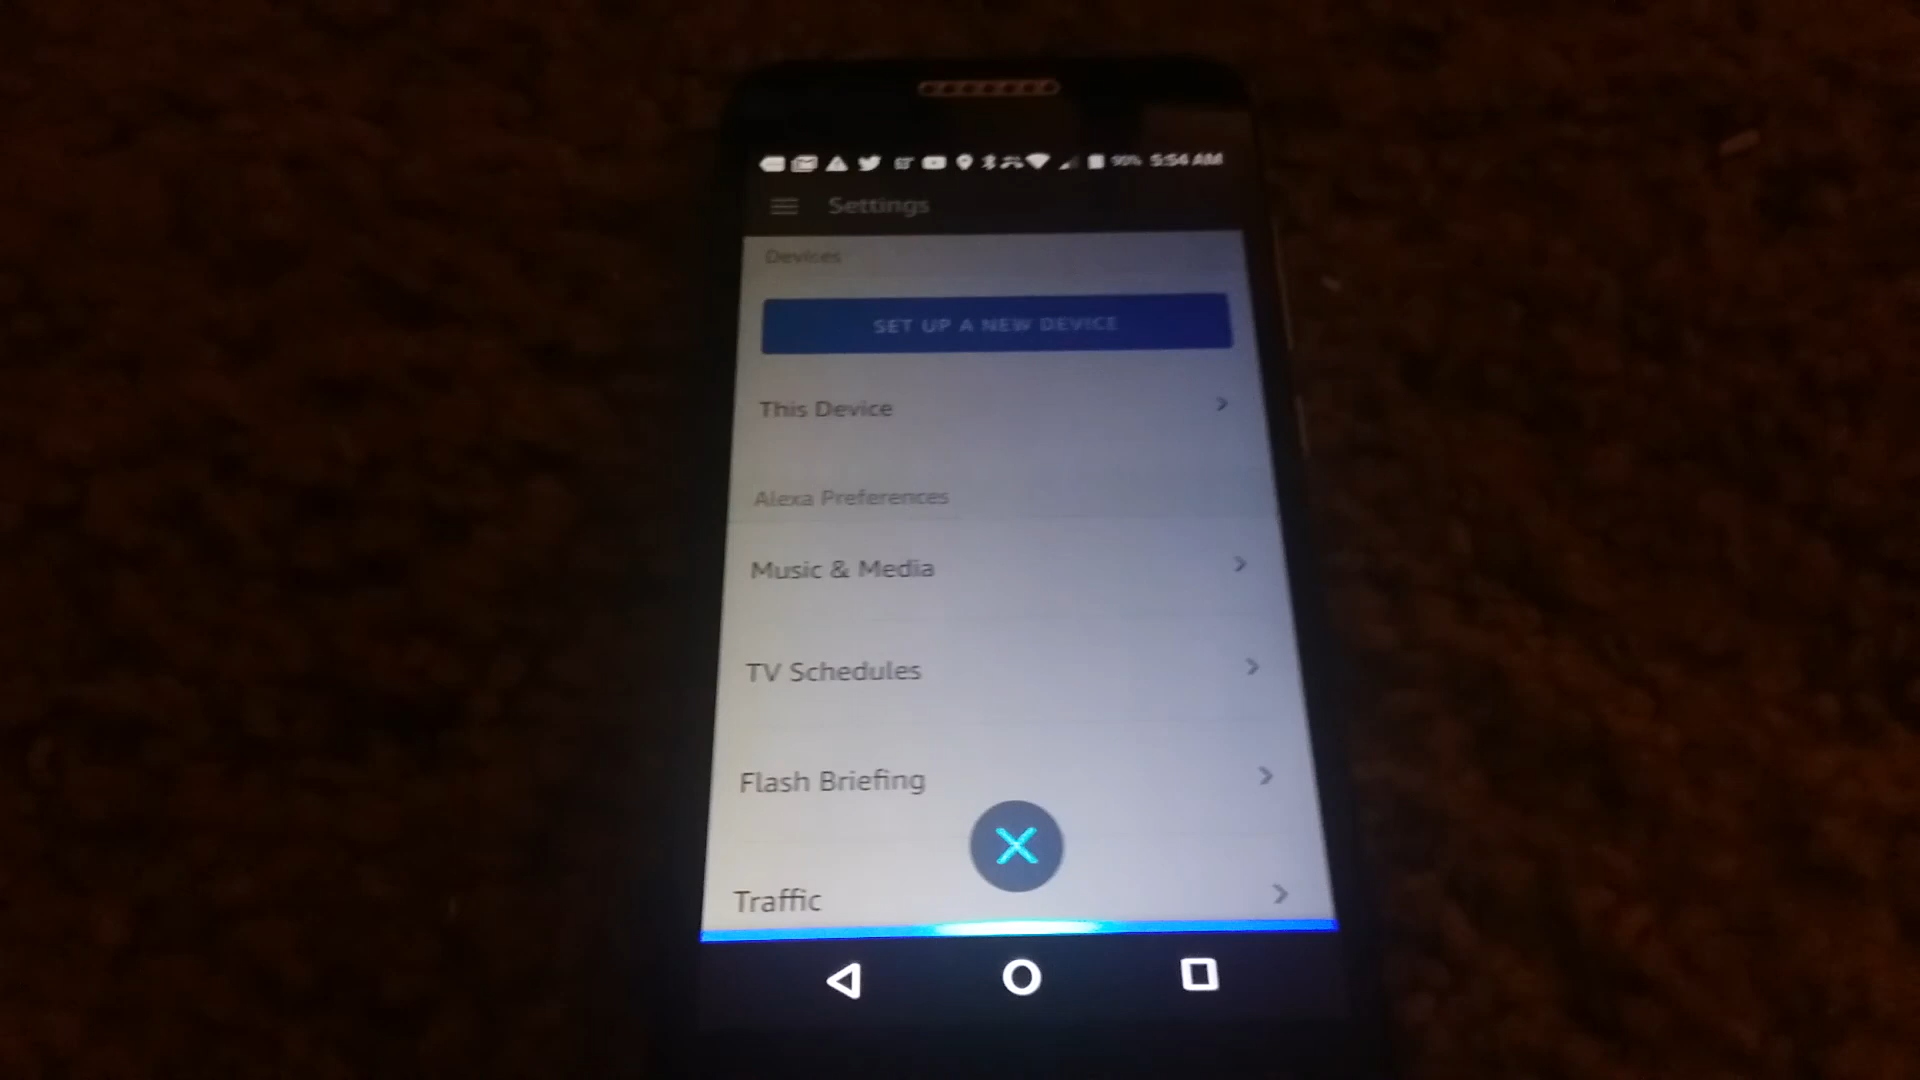 90% 5:54 AM
Settings
Devices
SET UP A NEW DEVICE
This Device
Alexa Preferences
Music & Media
TV Schedules
Flash Briefing
Traffic